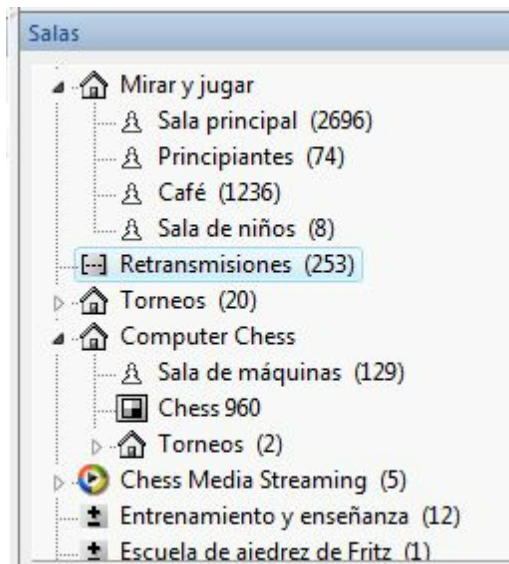 Salas
Mirar y jugar
Sala principal (2696)
Principiantes (74)
Café (1236)
Sala de niños (8)
Retransmisiones (253)
Torneos (20)
Computer Chess
Sala de máquinas (129)
Chess 960
Torneos (2)
Chess Media Streaming (5)
Entrenamiento y enseñanza (12)
Escuela de ajedrez de Fritz (1)